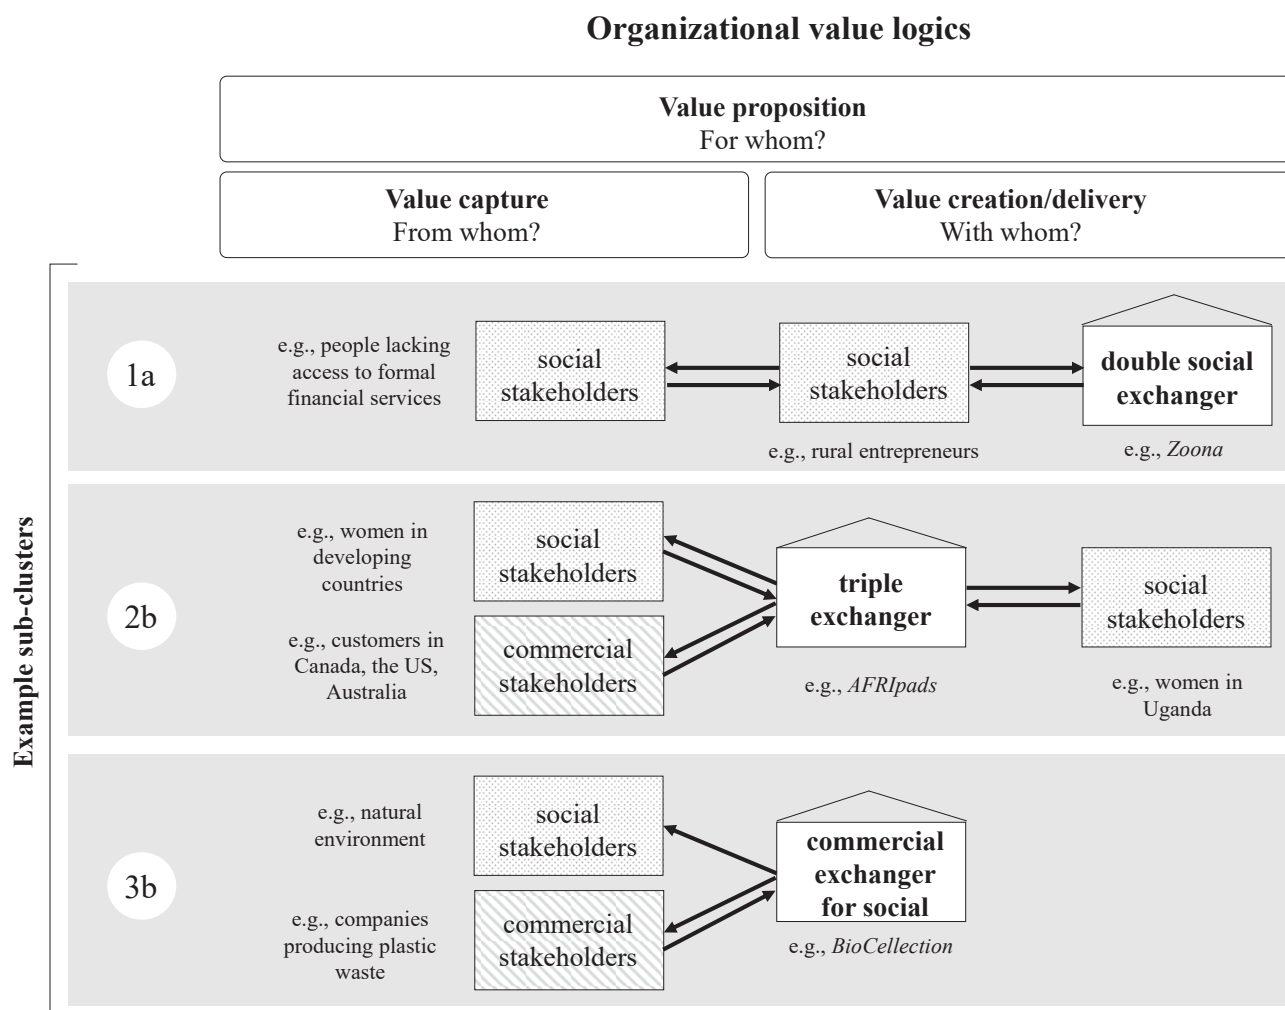 Organizational value logics
Value proposition
For whom?
Value capture
From whom?
Value creation/delivery
With whom?
Example sub-clusters
1a
e.g., people lacking
access to formal
financial services
social
stakeholders
social
stakeholders
e.g., rural entrepreneurs
double social
exchanger
e.g., Zoona
2b
e.g., women in
developing
countries
social
stakeholders
e.g., customers in
Canada, the US,
Australia
commercial
stakeholders
triple
exchanger
e.g., AFRIpads
social
stakeholders
e.g., women in
Uganda
3b
e.g., natural
environment
social
stakeholders
e.g., companies
producing plastic
waste
commercial
stakeholders
commercial
exchanger
for social
e.g., BioCellection